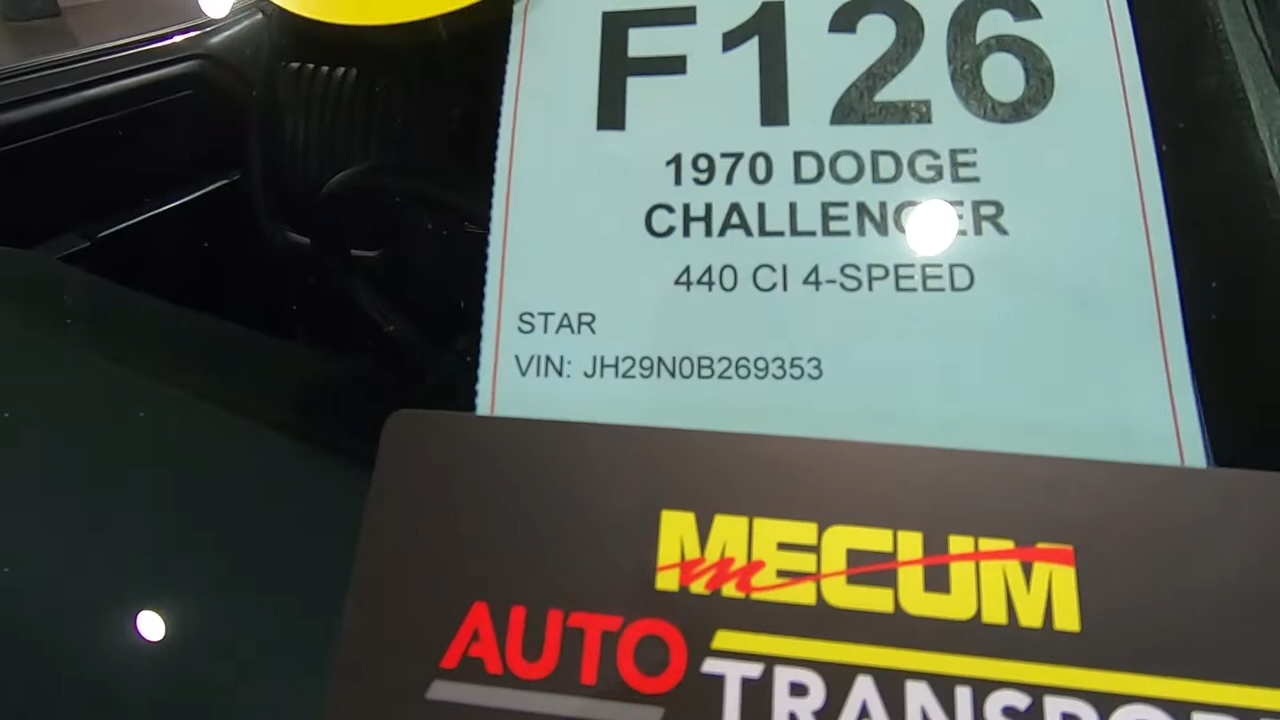 F126
1970 DODGE
CHALLENGER
440 CI 4-SPEED
STAR
VIN: JH29N0B269353
MECUM
AUTO